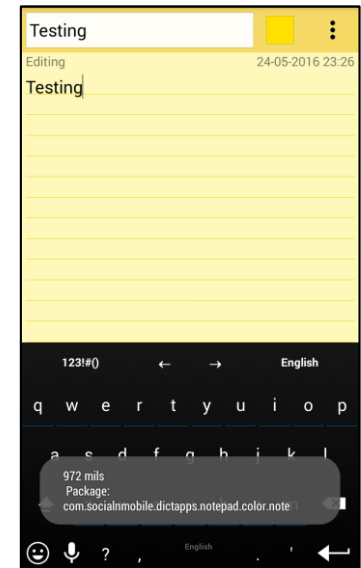 Testing
Editing 24-05-2016 23:26
Testing
123!#() ← → English
q w e r t y u i o p
a s d f g h j k l
972 mils
Package:
com.socialnmobile.dictapps.notepad.color.note
m
English
? , . '